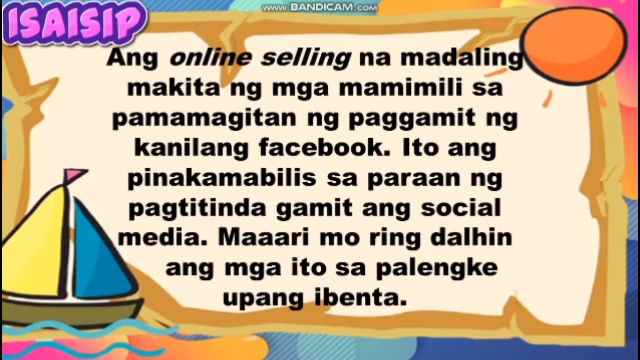 www.BANDICAM.com
ISAISIP
Ang online selling na madaling
makita ng mga mamimili sa
pamamagitan ng paggamit ng
kanilang facebook. Ito ang
pinakamabilis sa paraan ng
pagtitinda gamit ang social
media. Maaari mo ring dalhin
ang mga ito sa palengke
upang ibenta.